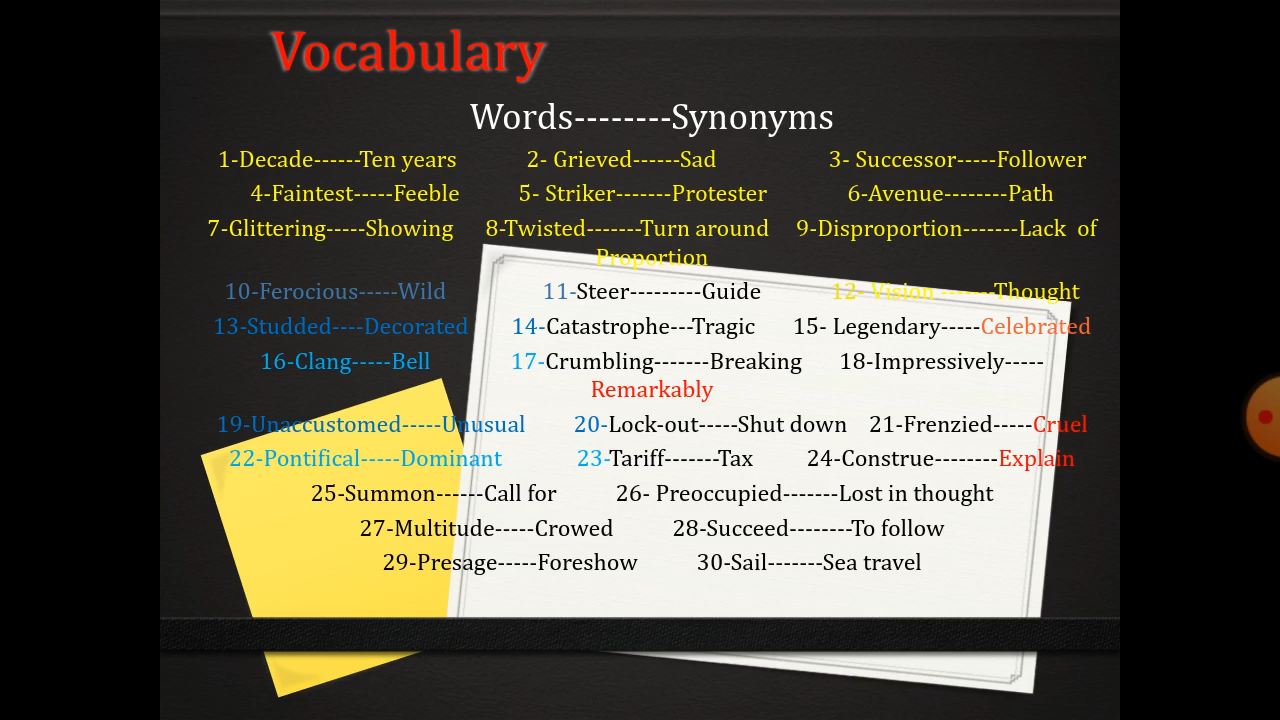 Vocabulary
Words--------Synonyms
1-Decade------Ten years 2- Grieved------Sad 3- Successor-----Follower
4-Faintest-----Feeble 5- Striker-------Protester 6-Avenue--------Path
7-Glittering-----Showing 8-Twisted-------Turn around 9-Disproportion-------Lack of
Proportion
10-Ferocious-----Wild 11-Steer---------Guide 12- Vision -------Thought
13-Studded----Decorated 14-Catastrophe---Tragic 15- Legendary-----Celebrated
16-Clang-----Bell 17-Crumbling-------Breaking 18-Impressively-----
Remarkably
19-Unaccustomed-----Unusual 20-Lock-out-----Shut down 21-Frenzied-----Cruel
22-Pontifical-----Dominant 23-Tariff-------Tax 24-Construe--------Explain
25-Summon------Call for 26- Preoccupied-------Lost in thought
27-Multitude-----Crowed 28-Succeed--------To follow
29-Presage-----Foreshow 30-Sail-------Sea travel